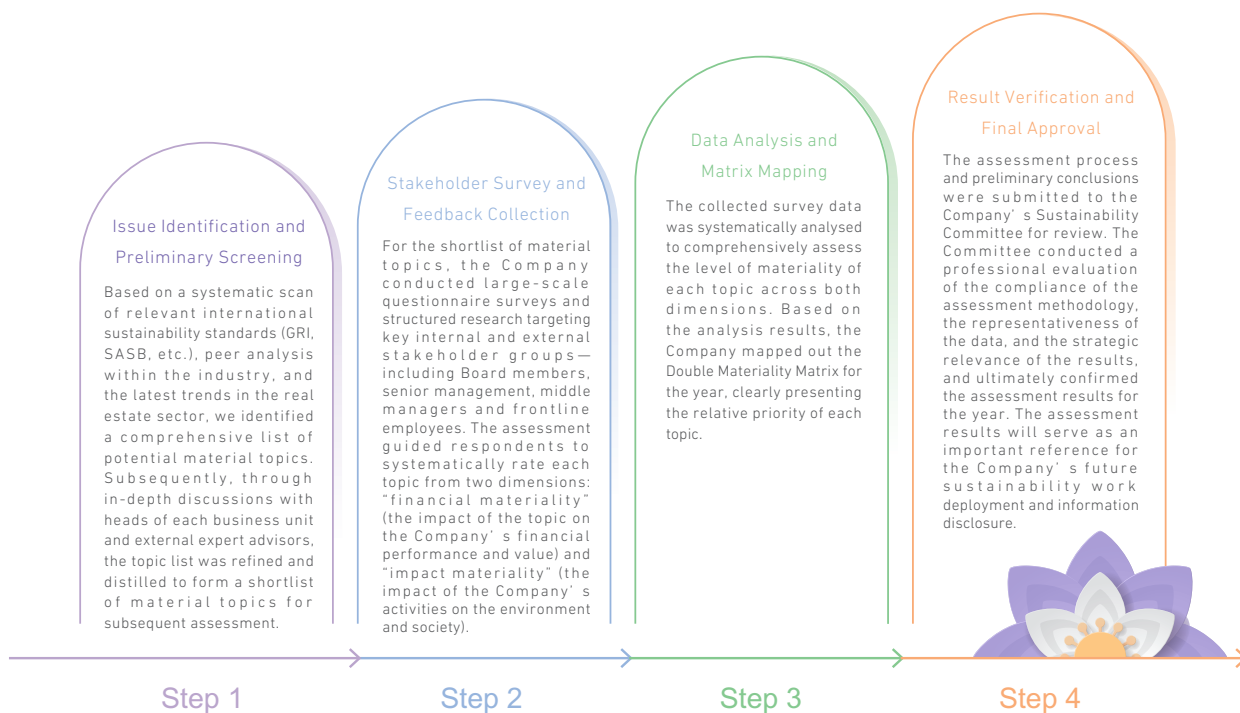 Issue Identification and
Preliminary Screening
Based on a systematic scan
of relevant international
sustainability standards (GRI,
SASB, etc.), peer analysis
within the industry, and
the latest trends in the real
estate sector, we identified
a comprehensive list of
potential material topics.
Subsequently, through
in-depth discussions with
heads of each business unit
and external expert advisors,
the topic list was refined and
distilled to form a shortlist
of material topics for
subsequent assessment.
Stakeholder Survey and
Feedback Collection
For the shortlist of material
topics, the Company
conducted large-scale
questionnaire surveys and
structured research targeting
key internal and external
stakeholder groups—
including Board members,
senior management, middle
managers and frontline
employees. The assessment
guided respondents to
systematically rate each
topic from two dimensions:
“financial materiality”
(the impact of the topic on
the Company’ s financial
performance and value) and
“impact materiality” (the
impact of the Company’ s
activities on the environment
and society).
Data Analysis and
Matrix Mapping
The collected survey data
was systematically analysed
to comprehensively assess
the level of materiality of
each topic across both
dimensions. Based on
the analysis results, the
Company mapped out the
Double Materiality Matrix for
the year, clearly presenting
the relative priority of each
topic.
Result Verification and
Final Approval
The assessment process
and preliminary conclusions
were submitted to the
Company’ s Sustainability
Committee for review. The
Committee conducted a
professional evaluation
of the compliance of the
assessment methodology,
the representativeness of
the data, and the strategic
relevance of the results,
and ultimately confirmed
the assessment results for
the year. The assessment
results will serve as an
important reference for
the Company’ s future
sustainability work
deployment and information
disclosure.
Step 1
Step 2
Step 3
Step 4